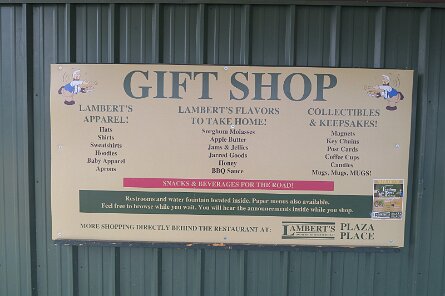 GIFT SHOP
LAMBERT'S
APPAREL!
Hats
Shirts
Sweatshirts
Hoodies
Baby Apparel
Aprons
LAMBERT'S FLAVORS
TO TAKE HOME!
Sorghum Molasses
Apple Butter
Jams & Jellies
Jarred Goods
Honey
BBQ Sauce
COLLECTIBLES
& KEEPSAKES!
Magnets
Key Chains
Post Cards
Coffee Cups
Candles
Mugs, Mugs, MUGS!
SNACKS & BEVERAGES FOR THE ROAD!
Restrooms and water fountain located inside. Paper menus also available.
Feel free to browse while you wait. You will hear the announcements inside while you shop.
MORE SHOPPING DIRECTLY BEHIND THE RESTAURANT AT:
LAMBERT'S
PLAZA
PLACE